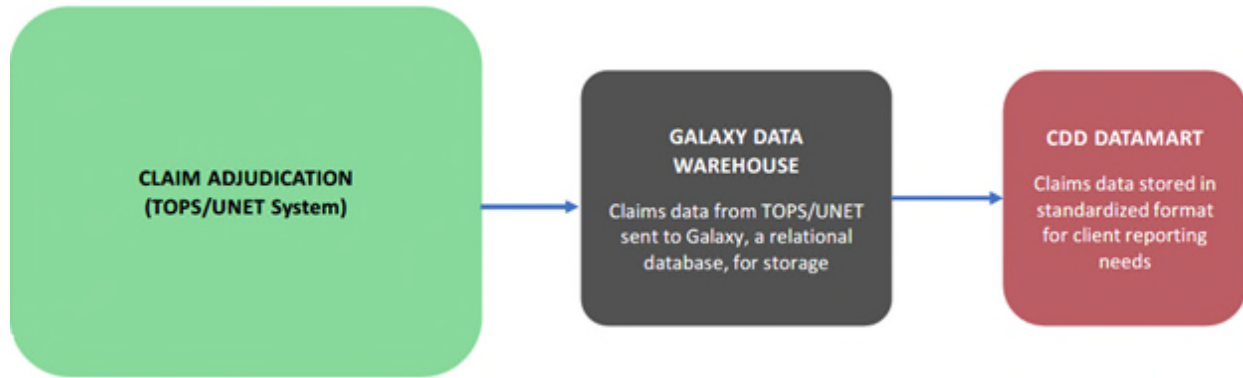 CLAIM ADJUDICATION
(TOPS/UNET System)
GALAXY DATA
WAREHOUSE
Claims data from TOPS/UNET
sent to Galaxy, a relational
database, for storage
CDD DATAMART
Claims data stored in
standardized format
for client reporting
needs